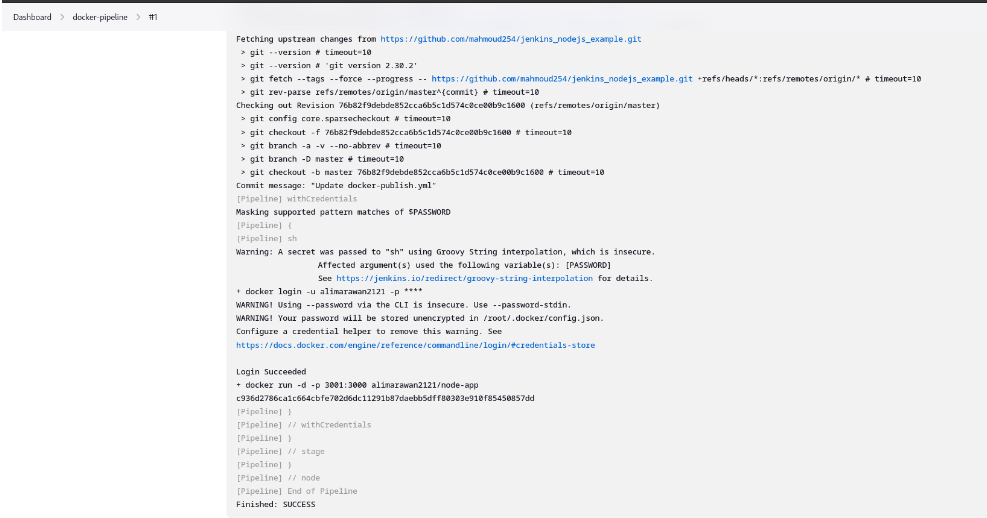 Dashboard > docker-pipeline > #1
Fetching upstream changes from https://github.com/mahmoud254/jenkins_nodejs_example.git
> git --version # timeout=10
> git --version # 'git version 2.30.2'
> git fetch --tags --force --progress -- https://github.com/mahmoud254/jenkins_nodejs_example.git +refs/heads/*:refs/remotes/origin/* # timeout=10
> git rev-parse refs/remotes/origin/master^{commit} # timeout=10
Checking out Revision 76b82f9debde852cca6b5c1d574c0ce00b9c1600 (refs/remotes/origin/master)
> git config core.sparsecheckout # timeout=10
> git checkout -f 76b82f9debde852cca6b5c1d574c0ce00b9c1600 # timeout=10
> git branch -a -v --no-abbrev # timeout=10
> git branch -D master # timeout=10
> git checkout -b master 76b82f9debde852cca6b5c1d574c0ce00b9c1600 # timeout=10
Commit message: "Update docker-publish.yml"
[Pipeline] withCredentials
Masking supported pattern matches of $PASSWORD
[Pipeline] {
[Pipeline] sh
Warning: A secret was passed to "sh" using Groovy String interpolation, which is insecure.
Affected argument(s) used the following variable(s): [PASSWORD]
See https://jenkins.io/redirect/groovy-string-interpolation for details.
+ docker login -u alimarawan2121 -p ****
WARNING! Using --password via the CLI is insecure. Use --password-stdin.
WARNING! Your password will be stored unencrypted in /root/.docker/config.json.
Configure a credential helper to remove this warning. See
https://docs.docker.com/engine/reference/commandline/login/#credentials-store
Login Succeeded
+ docker run -d -p 3001:3000 alimarawan2121/node-app
c936d2786ca1c664cbfe702d6dc11291b87daebb5dff80303e910f85450857dd
[Pipeline] }
[Pipeline] // withCredentials
[Pipeline] }
[Pipeline] // stage
[Pipeline] }
[Pipeline] // node
[Pipeline] End of Pipeline
Finished: SUCCESS